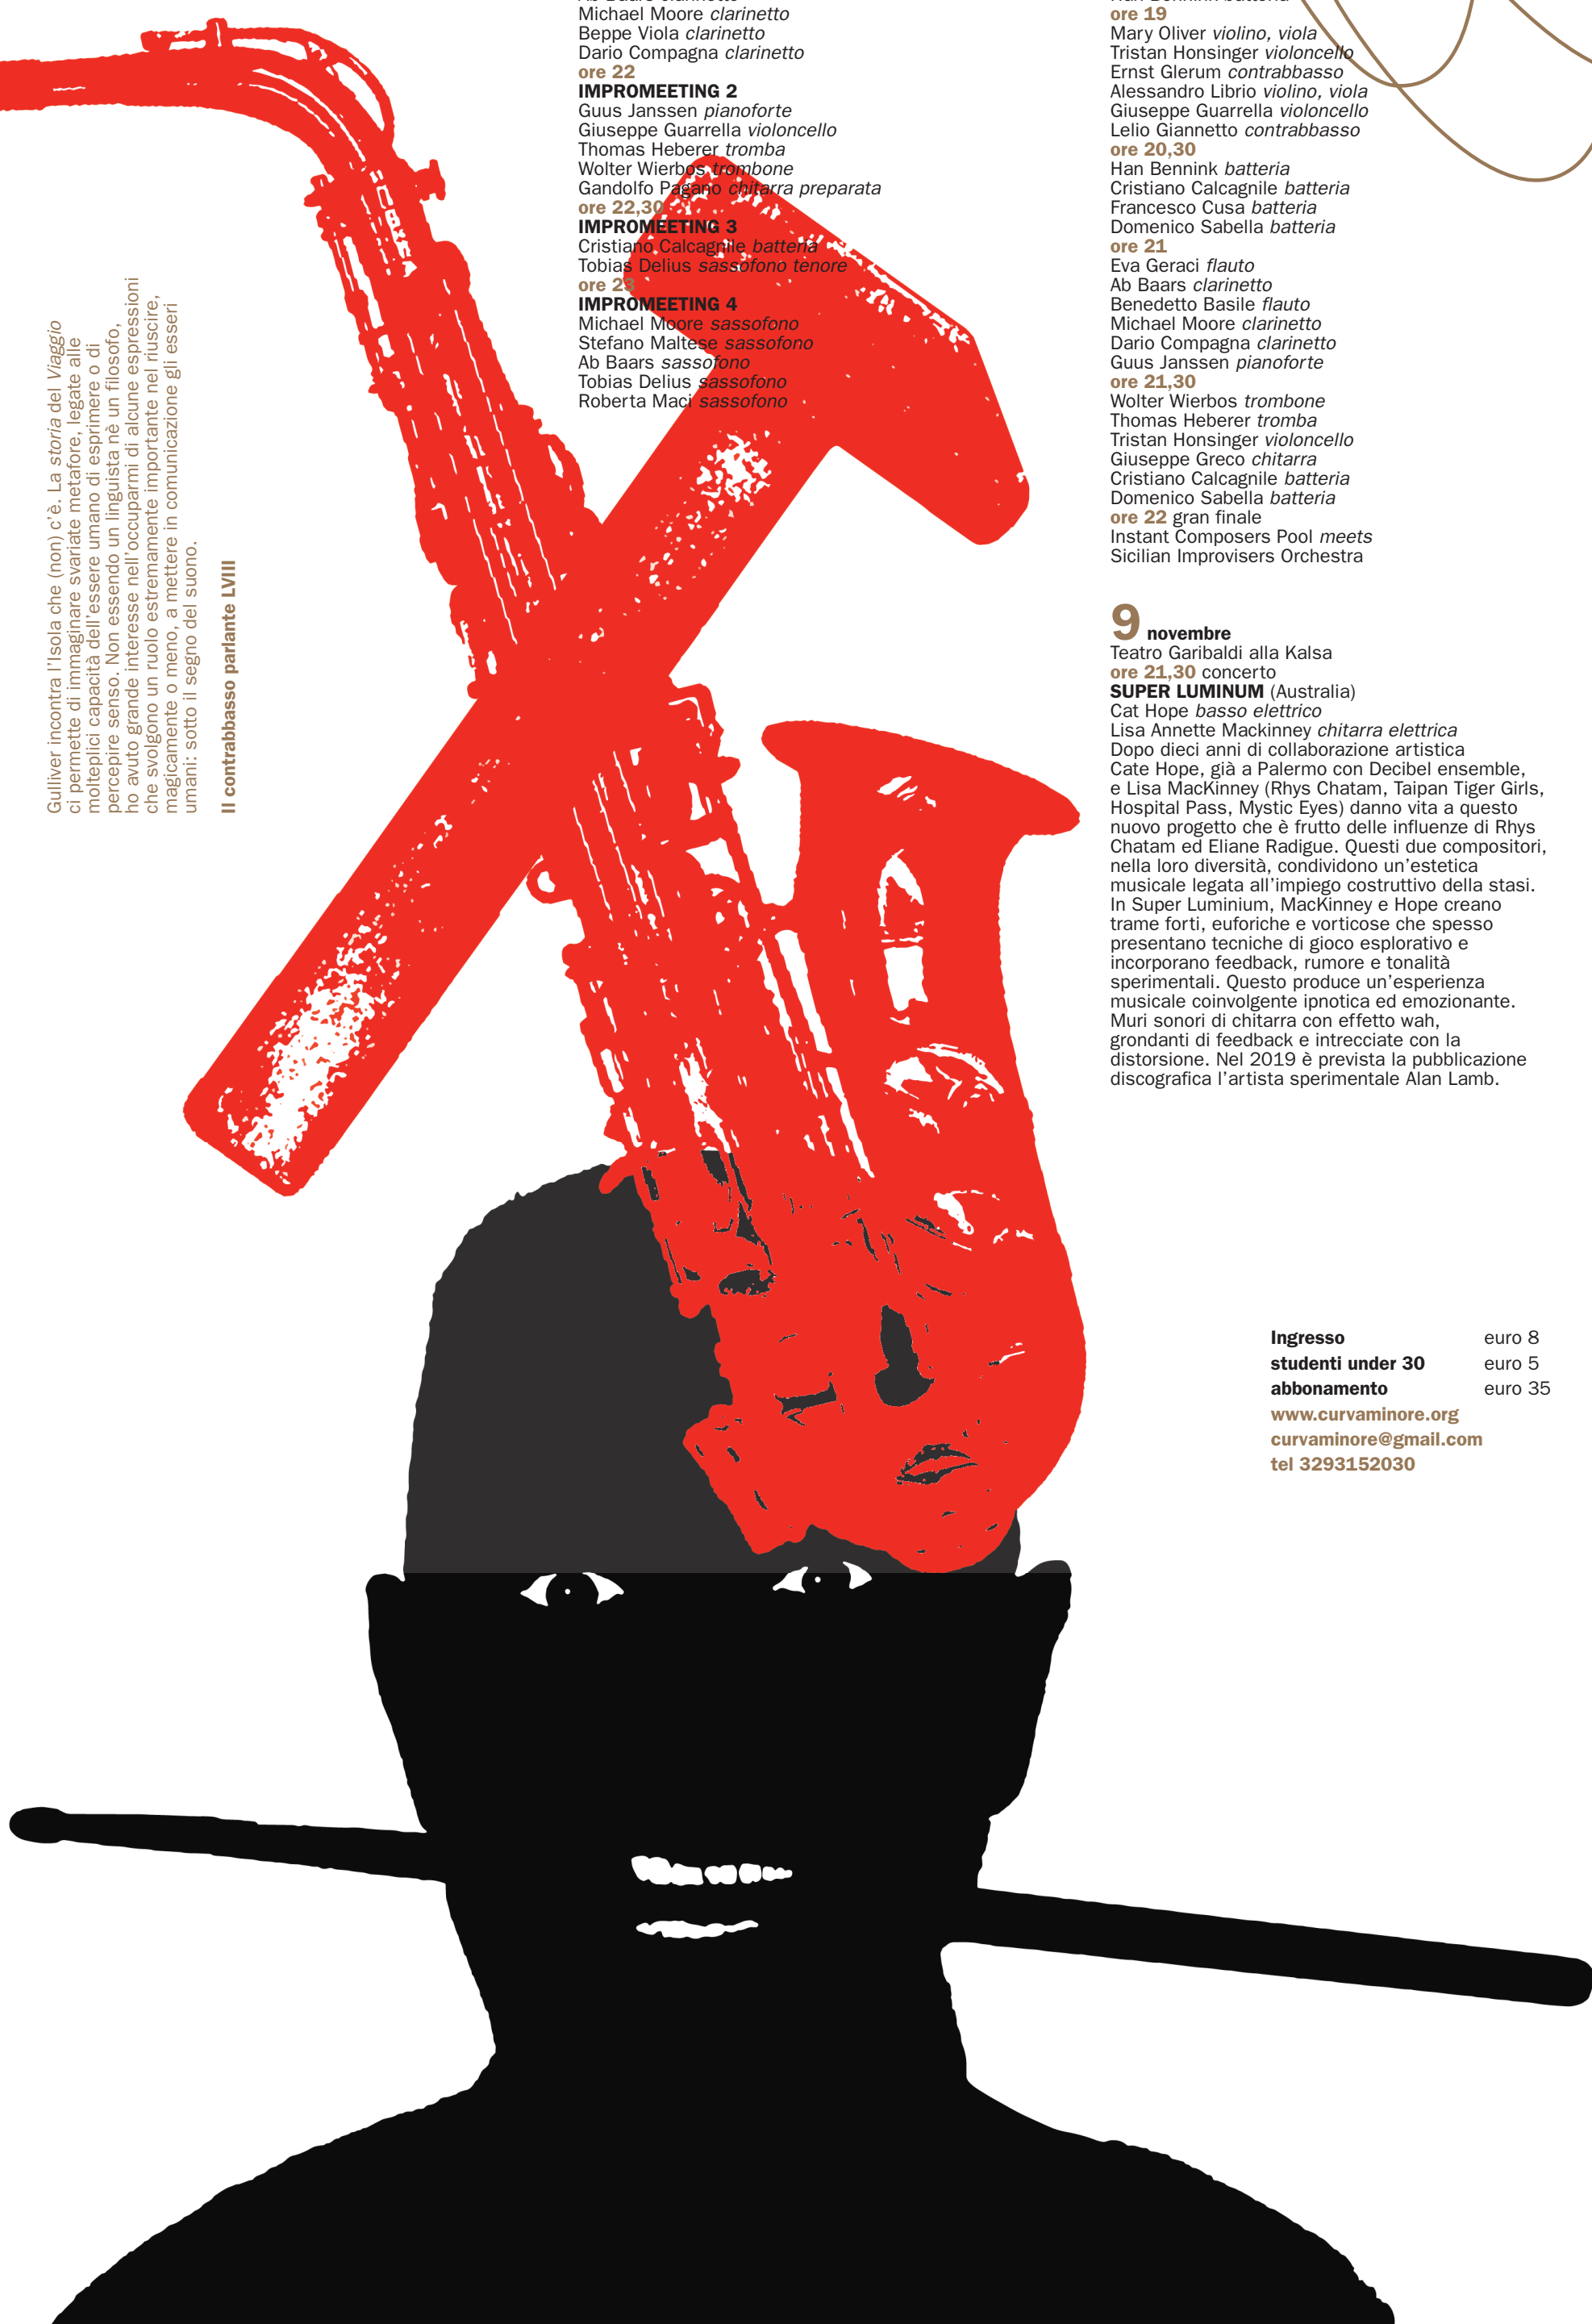 Michael Moore clarinetto
Beppe Viola clarinetto
Dario Compagna clarinetto
ore 22
IMPROMEETING 2
Guus Janssen pianoforte
Giuseppe Guarrella violoncello
Thomas Heberer tromba
Wolter Wierbos trombone
Gandolfo Pagano chitarra preparata
ore 22,30
IMPROMEETING 3
Cristiano Calcagnile batteria
Tobias Delius sassofono tenore
ore 23
IMPROMEETING 4
Michael Moore sassofono
Stefano Maltese sassofono
Ab Baars sassofono
Tobias Delius sassofono
Roberta Maci sassofono
ore 19
Mary Oliver violino, viola
Tristan Honsinger violoncello
Ernst Glerum contrabbasso
Alessandro Librio violino, viola
Giuseppe Guarrella violoncello
Lelio Giannetto contrabbasso
ore 20,30
Han Bennink batteria
Cristiano Calcagnile batteria
Francesco Cusa batteria
Domenico Sabella batteria
ore 21
Eva Geraci flauto
Ab Baars clarinetto
Benedetto Basile flauto
Michael Moore clarinetto
Dario Compagna clarinetto
Guus Janssen pianoforte
ore 21,30
Wolter Wierbos trombone
Thomas Heberer tromba
Tristan Honsinger violoncello
Giuseppe Greco chitarra
Cristiano Calcagnile batteria
Domenico Sabella batteria
ore 22 gran finale
Instant Composers Pool meets
Sicilian Improvisers Orchestra
9 novembre
Teatro Garibaldi alla Kalsa
ore 21,30 concerto
SUPER LUMINUM (Australia)
Cat Hope basso elettrico
Lisa Annette Mackinney chitarra elettrica
Dopo dieci anni di collaborazione artistica
Cate Hope, già a Palermo con Decibel ensemble,
e Lisa MacKinney (Rhys Chatam, Taipan Tiger Girls,
Hospital Pass, Mystic Eyes) danno vita a questo
nuovo progetto che è frutto delle influenze di Rhys
Chatam ed Eliane Radigue. Questi due compositori,
nella loro diversità, condividono un'estetica
musicale legata all'impiego costruttivo della stasi.
In Super Luminium, MacKinney e Hope creano
trame forti, euforiche e vorticose che spesso
presentano tecniche di gioco esplorativo e
incorporano feedback, rumore e tonalità
sperimentali. Questo produce un'esperienza
musicale coinvolgente ipnotica ed emozionante.
Muri sonori di chitarra con effetto wah,
grondanti di feedback e intrecciate con la
distorsione. Nel 2019 è prevista la pubblicazione
discografica l'artista sperimentale Alan Lamb.
Gulliver incontra l'Isola che (non) c'è. La storia del Viaggio
ci permette di immaginare svariate metafore, legate alle
molteplici capacità dell'essere umano di esprimere o di
percepire senso. Non essendo un linguista nè un filosofo,
ho avuto grande interesse nell'occuparmi di alcune espressioni
che svolgono un ruolo estremamente importante nel riuscire,
magicamente o meno, a mettere in comunicazione gli esseri
umani: sotto il segno del suono.
Il contrabbasso parlante LVIII
Ingresso euro 8
studenti under 30 euro 5
abbonamento euro 35
www.curvaminore.org
curvaminore@gmail.com
tel 3293152030